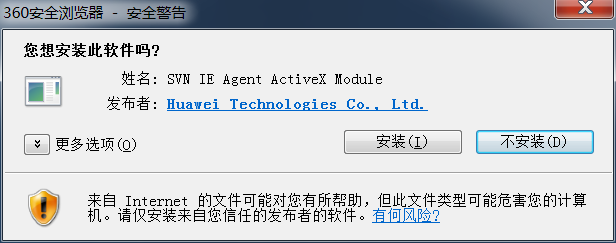 360安全浏览器 - 安全警告
您想安装此软件吗?
姓名: SVN IE Agent ActiveX Module
发布者: Huawei Technologies Co., Ltd.
更多选项(O)
安装(I)
不安装(D)
来自 Internet 的文件可能对您有所帮助，但此文件类型可能危害您的计算
机。请仅安装来自您信任的发布者的软件。有何风险?